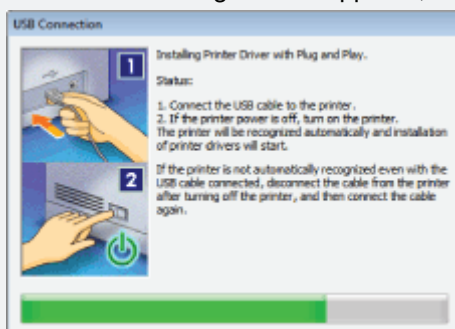 USB Connection
1
Installing Printer Driver with Plug and Play.
Status:
1. Connect the USB cable to the printer.
2. If the printer power is off, turn on the printer.
The printer will be recognized automatically and installation
of printer drivers will start.
2
If the printer is not automatically recognized even with the
USB cable connected, disconnect the cable from the printer
after turning off the printer, and then connect the cable
again.